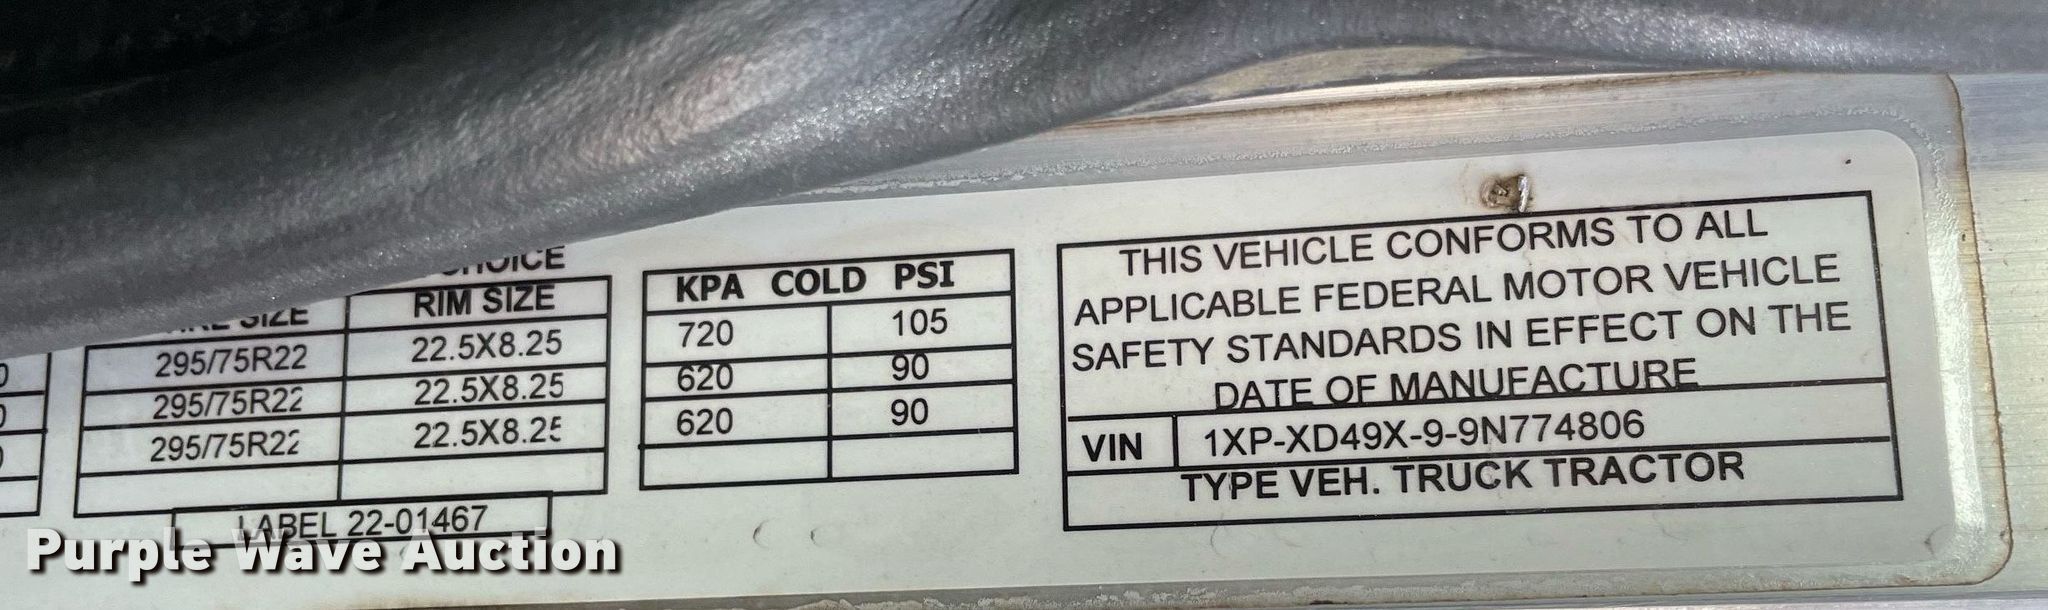 CHOICE
SIZE
RIM SIZE
295/75R22
22.5X8.25
295/75R22
22.5X8.25
295/75R22
22.5X8.25
LABEL 22-01467
KPA COLD PSI
720
105
620
90
620
90
THIS VEHICLE CONFORMS TO ALL
APPLICABLE FEDERAL MOTOR VEHICLE
SAFETY STANDARDS IN EFFECT ON THE
DATE OF MANUFACTURE
VIN
1XP-XD49X-9-9N774806
TYPE VEH. TRUCK TRACTOR
Purple Wave Auction